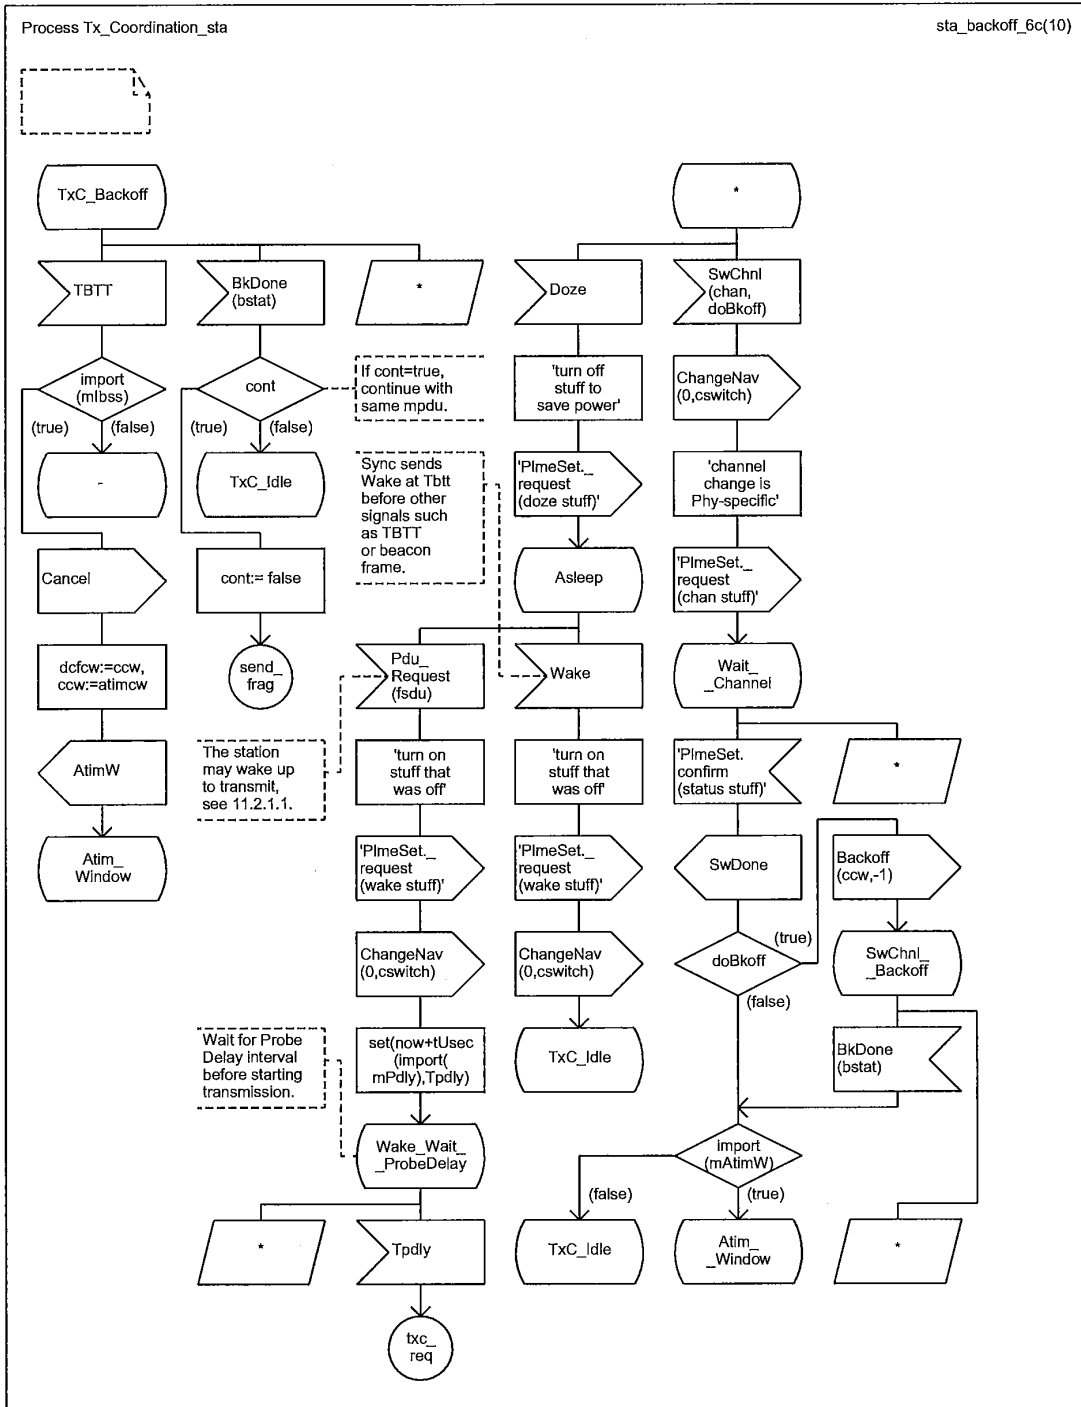 Process Tx_Coordination_sta
sta_backoff_6c(10)
TxC_Backoff
*
TBTT
BkDone
(bstat)
*
Doze
SwChnl
(chan,
doBkoff)
import
(mIbss)
(true)
(false)
cont
(true)
(false)
If cont=true,
continue with
same mpdu.
'turn off
stuff to
save power'
ChangeNav
(0,cswitch)
-
TxC_Idle
Sync sends
Wake at Tbtt
before other
signals such
as TBTT
or beacon
frame.
'PlmeSet._
request
(doze stuff)'
'channel
change is
Phy-specific'
Cancel
cont:= false
Asleep
'PlmeSet._
request
(chan stuff)'
dcfcw:=ccw,
ccw:=atimcw
send_
frag
Pdu_
Request
(fsdu)
Wake
Wait_
_Channel
AtimW
The station
may wake up
to transmit,
see 11.2.1.1.
'turn on
stuff that
was off'
'turn on
stuff that
was off'
'PlmeSet.
confirm
(status stuff)'
*
Atim_
_Window
'PlmeSet._
request
(wake stuff)'
'PlmeSet._
request
(wake stuff)'
SwDone
Backoff
(ccw,-1)
ChangeNav
(0,cswitch)
ChangeNav
(0,cswitch)
doBkoff
(true)
(false)
SwChnl_
_Backoff
Wait for Probe
Delay interval
before starting
transmission.
set(now+tUsec
(import(
mPdly),Tpdly)
TxC_Idle
BkDone
(bstat)
Wake_Wait_
_ProbeDelay
import
(mAtimW)
(false)
(true)
*
Tpdly
TxC_Idle
Atim_
_Window
*
txc_
req